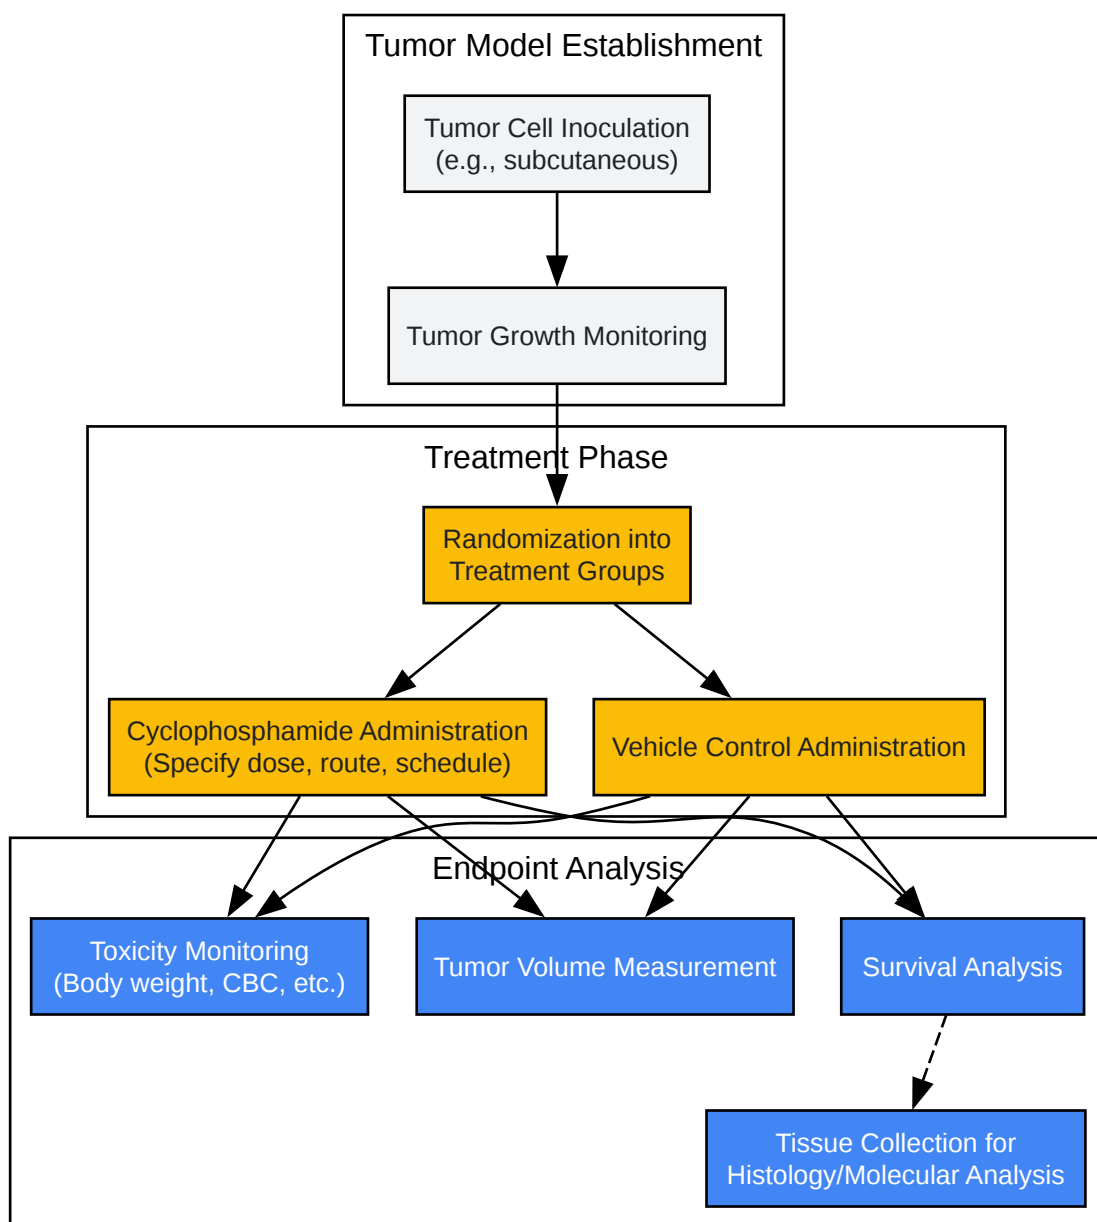 Tumor Model Establishment
Tumor Cell Inoculation
(e.g., subcutaneous)
Tumor Growth Monitoring
Treatment Phase
Randomization into
Treatment Groups
Cyclophosphamide Administration
(Specify dose, route, schedule)
Vehicle Control Administration
Endpoint Analysis
Toxicity Monitoring
(Body weight, CBC, etc.)
Tumor Volume Measurement
Survival Analysis
Tissue Collection for
Histology/Molecular Analysis